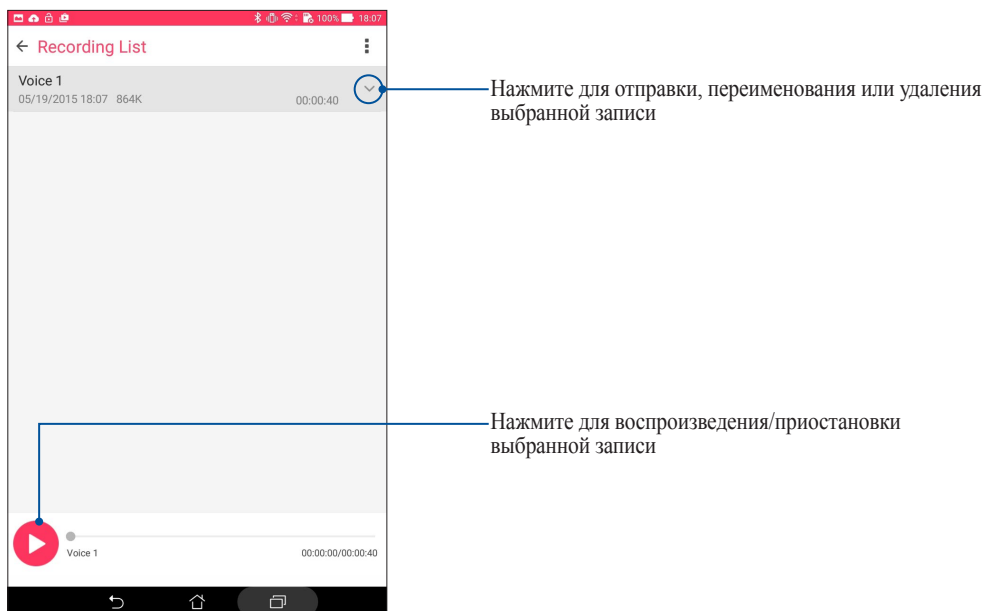 100% 18:07
Recording List
Voice 1
05/19/2015 18:07 864K 00:00:40
Нажмите для отправки, переименования или удаления
выбранной записи
Нажмите для воспроизведения/приостановки
выбранной записи
Voice 1 00:00:00/00:00:40